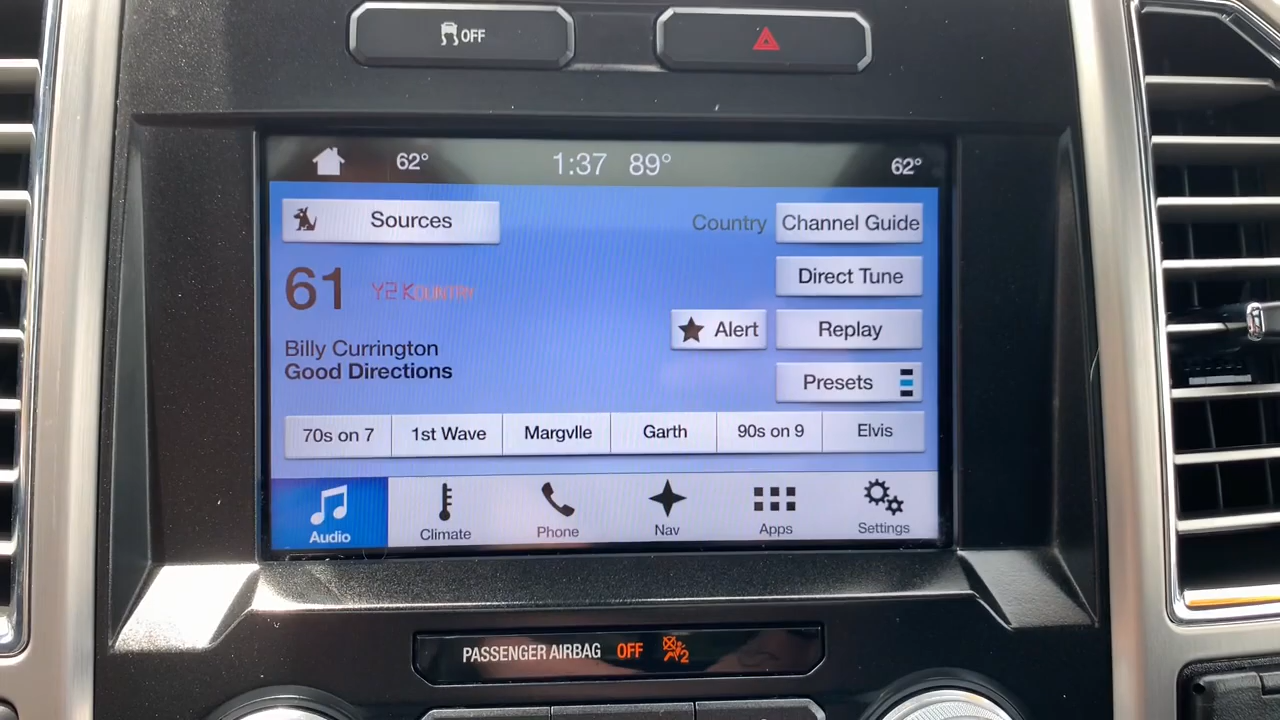 OFF
62° 1:37 89° 62°
Sources
Country
Channel Guide
61 Y2 KOUNTRY
Direct Tune
Alert
Replay
Billy Currington
Good Directions
Presets
70s on 7
1st Wave
Margvlle
Garth
90s on 9
Elvis
Audio
Climate
Phone
Nav
Apps
Settings
PASSENGER AIRBAG OFF 2